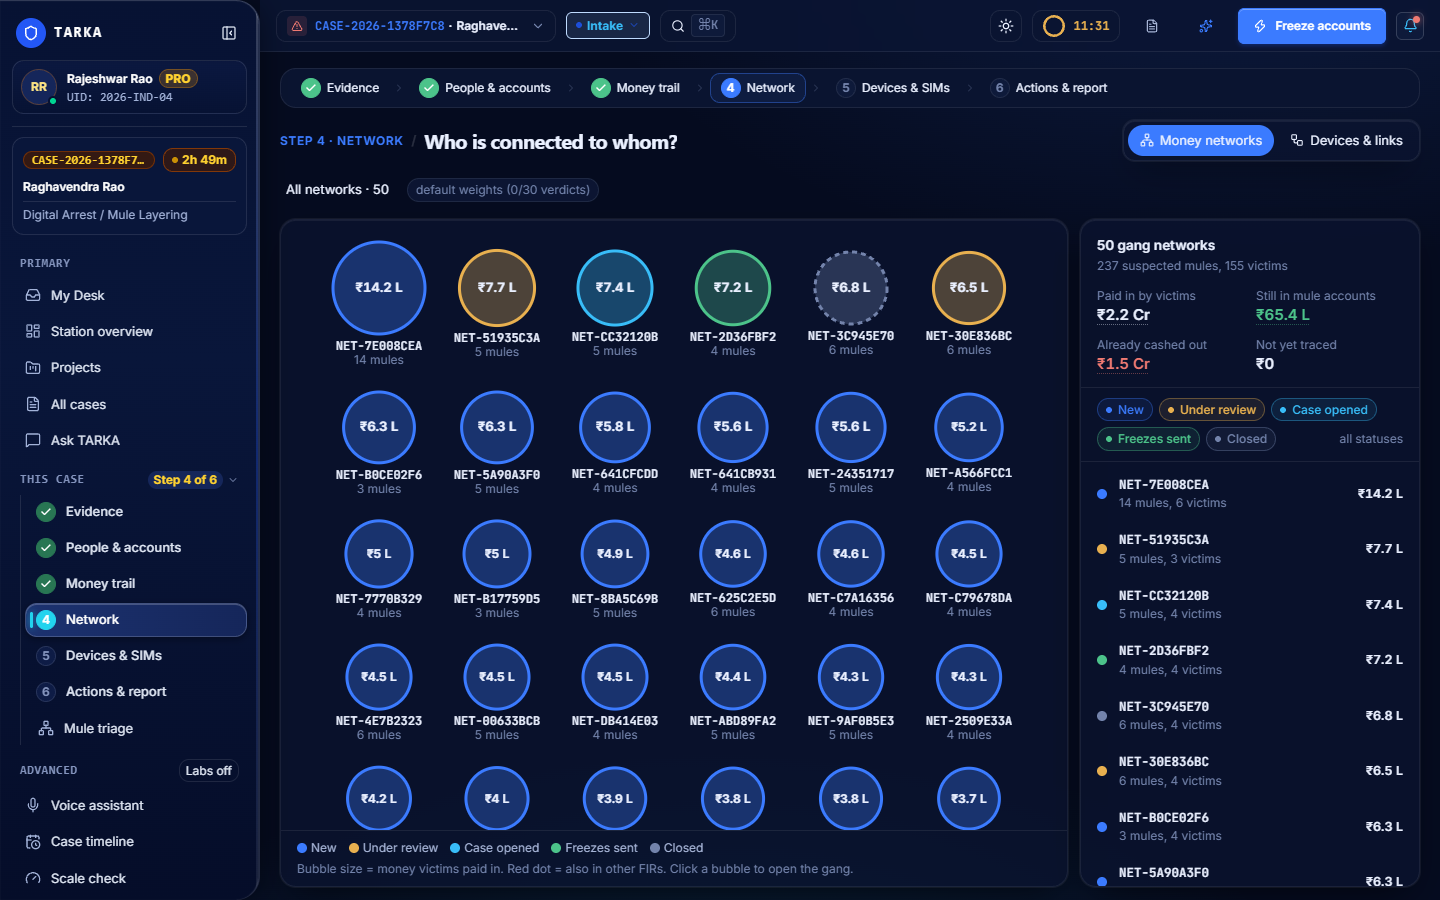 TARKA
RR
Rajeshwar Rao PRO
UID: 2026-IND-04
CASE-2026-1378F7… 2h 49m
Raghavendra Rao
Digital Arrest / Mule Layering
PRIMARY
My Desk
Station overview
Projects
All cases
Ask TARKA
THIS CASE Step 4 of 6
Evidence
People & accounts
Money trail
4 Network
5 Devices & SIMs
6 Actions & report
Mule triage
ADVANCED Labs off
Voice assistant
Case timeline
Scale check
CASE-2026-1378F7C8 · Raghave... Intake ⌘K 11:31 Freeze accounts
Evidence People & accounts Money trail 4 Network 5 Devices & SIMs 6 Actions & report
STEP 4 · NETWORK / Who is connected to whom?
Money networks Devices & links
All networks · 50 default weights (0/30 verdicts)
₹14.2 L ₹7.7 L ₹7.4 L ₹7.2 L ₹6.8 L ₹6.5 L
NET-7E008CEA NET-51935C3A NET-CC32120B NET-2D36FBF2 NET-3C945E70 NET-30E836BC
14 mules 5 mules 5 mules 4 mules 6 mules 6 mules
₹6.3 L ₹6.3 L ₹5.8 L ₹5.6 L ₹5.6 L ₹5.2 L
NET-B0CE02F6 NET-5A90A3F0 NET-641CFCDD NET-641CB931 NET-24351717 NET-A566FCC1
3 mules 5 mules 4 mules 4 mules 5 mules 4 mules
₹5 L ₹5 L ₹4.9 L ₹4.6 L ₹4.6 L ₹4.5 L
NET-7770B329 NET-B17759D5 NET-8BA5C69B NET-625C2E5D NET-C7A16356 NET-C79678DA
4 mules 3 mules 5 mules 6 mules 4 mules 4 mules
₹4.5 L ₹4.5 L ₹4.5 L ₹4.4 L ₹4.3 L ₹4.3 L
NET-4E7B2323 NET-00633BCB NET-DB414E03 NET-ABD89FA2 NET-9AF0B5E3 NET-2509E33A
6 mules 5 mules 4 mules 5 mules 5 mules 4 mules
₹4.2 L ₹4 L ₹3.9 L ₹3.8 L ₹3.8 L ₹3.7 L
New Under review Case opened Freezes sent Closed
Bubble size = money victims paid in. Red dot = also in other FIRs. Click a bubble to open the gang.
50 gang networks
237 suspected mules, 155 victims
Paid in by victims Still in mule accounts
₹2.2 Cr ₹65.4 L
Already cashed out Not yet traced
₹1.5 Cr ₹0
New Under review Case opened
Freezes sent Closed all statuses
NET-7E008CEA
14 mules, 6 victims ₹14.2 L
NET-51935C3A
5 mules, 3 victims ₹7.7 L
NET-CC32120B
5 mules, 4 victims ₹7.4 L
NET-2D36FBF2
4 mules, 4 victims ₹7.2 L
NET-3C945E70
6 mules, 4 victims ₹6.8 L
NET-30E836BC
6 mules, 4 victims ₹6.5 L
NET-B0CE02F6
3 mules, 4 victims ₹6.3 L
NET-5A90A3F0
₹6.3 L